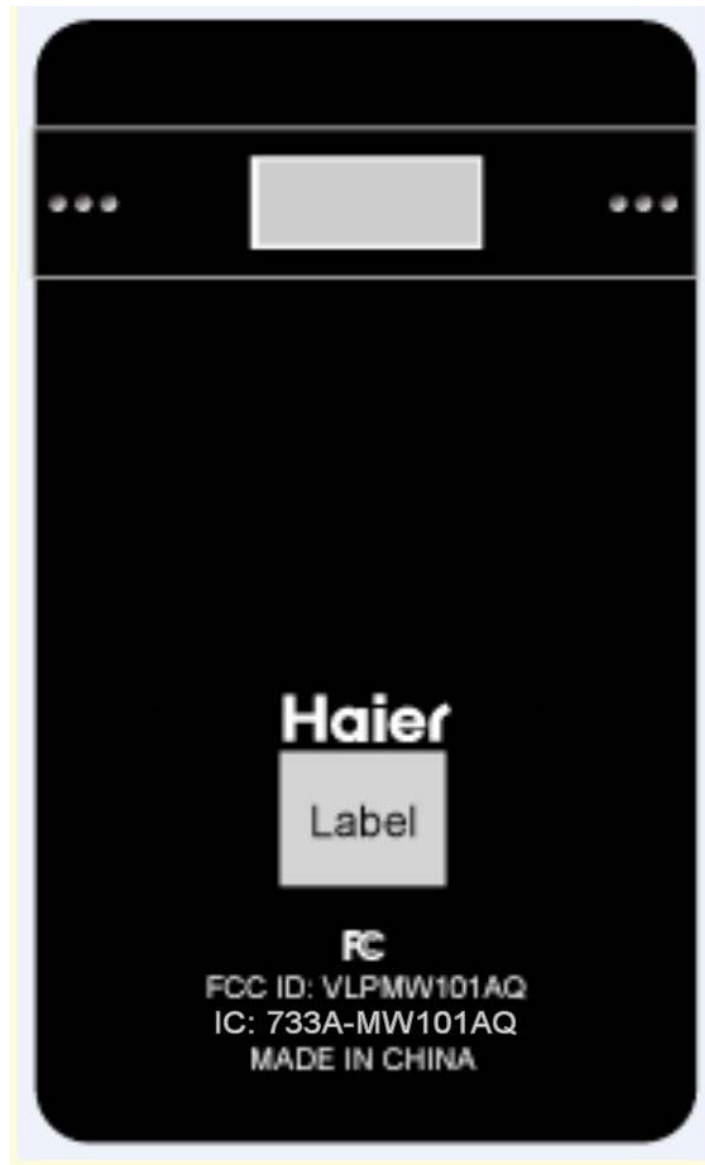 Haier
Label
FC
FCC ID: VLPMW101AQ
IC: 733A-MW101AQ
MADE IN CHINA